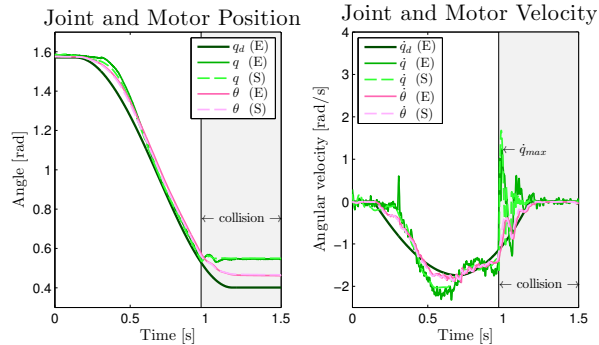 Joint and Motor Position
Angle [rad]
1.6
1.4
1.2
1
0.8
0.6
0.4
q_d (E)
q (E)
q (S)
θ (E)
θ (S)
collision
0 0.5 1 1.5
Time [s]
Joint and Motor Velocity
Angular velocity [rad/s]
4
3
2
1
0
−1
−2
q̇_d (E)
q̇ (E)
q̇ (S)
θ̇ (E)
θ̇ (S)
q̇_max
collision
0 0.5 1 1.5
Time [s]